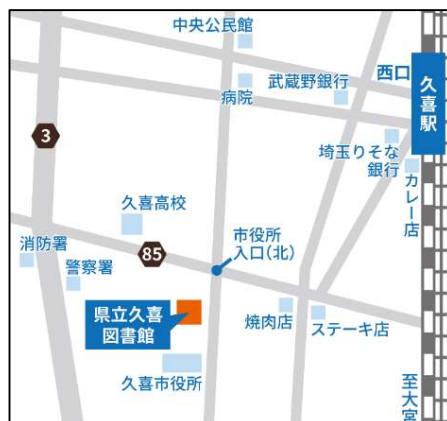 中央公民館
病院
武蔵野銀行
西口
久喜駅
埼玉りそな
銀行
カレー店
3
久喜高校
85
消防署
警察署
市役所
入口(北)
県立久喜
図書館
焼肉店
ステーキ店
久喜市役所
至大宮